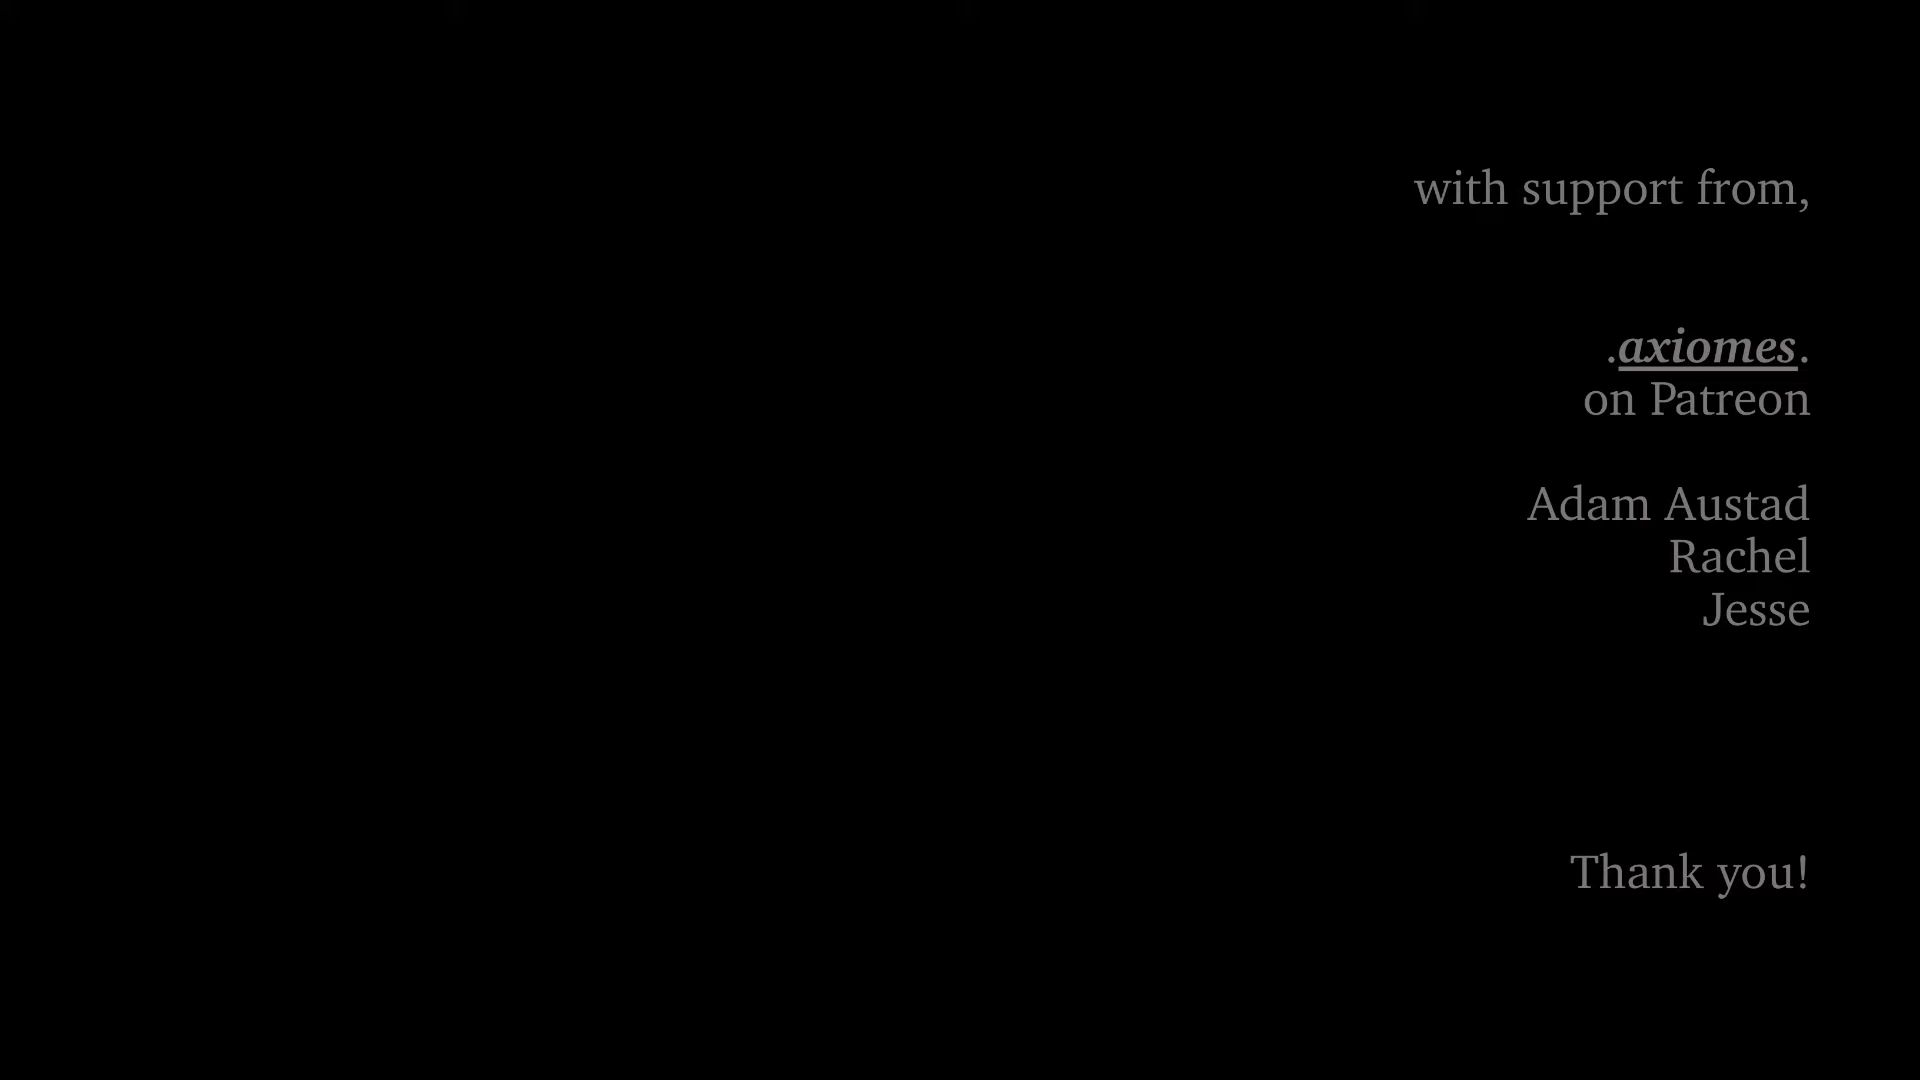 with support from,
.axiomes.
on Patreon
Adam Austad
Rachel
Jesse
Thank you!